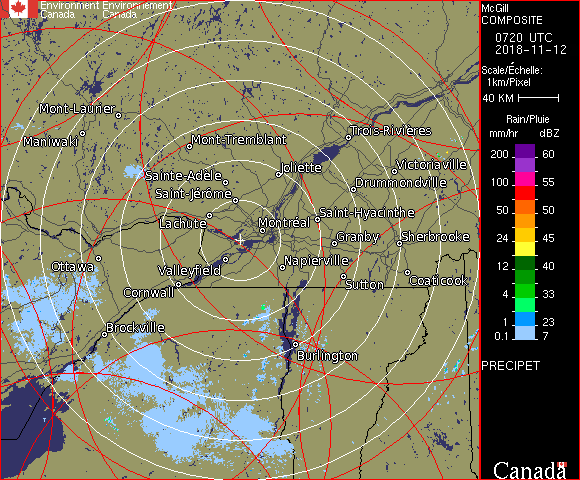 Environment Environnement
Canada Canada
McGill
COMPOSITE
0720 UTC
2018-11-12
Scale/Échelle:
1km/Pixel
40 KM
Rain/Pluie
mm/hr dBZ
200 60
100 55
50 50
24 45
12 40
4 33
1 23
0.1 7
PRECIPET
Canada
Mont-Laurier
Maniwaki
Mont-Tremblant
Trois-Rivières
Sainte-Adèle
Joliette
Victoriaville
Saint-Jérôme
Drummondville
Lachute
Montréal
Saint-Hyacinthe
Granby
Sherbrooke
Ottawa
Valleyfield
Napierville
Cornwall
Sutton
Coaticook
Brockville
Burlington